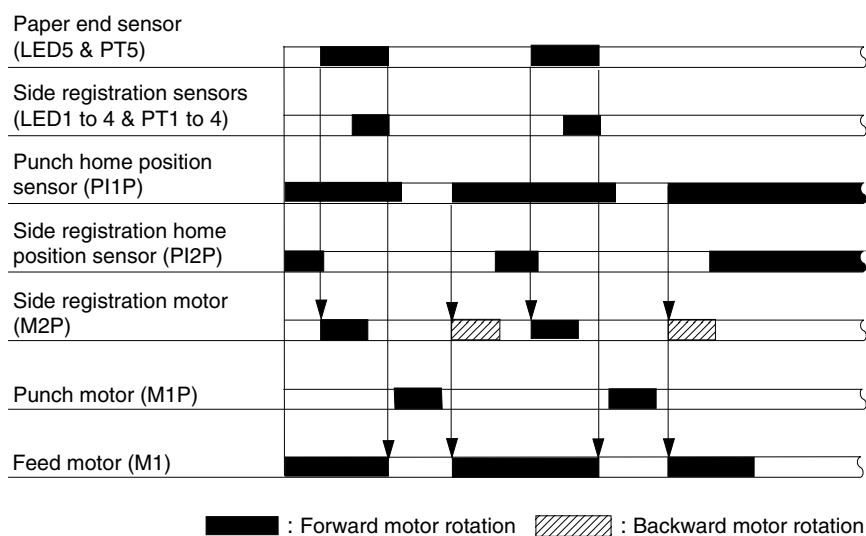 Paper end sensor
(LED5 & PT5)
Side registration sensors
(LED1 to 4 & PT1 to 4)
Punch home position
sensor (PI1P)
Side registration home
position sensor (PI2P)
Side registration motor
(M2P)
Punch motor (M1P)
Feed motor (M1)
: Forward motor rotation : Backward motor rotation